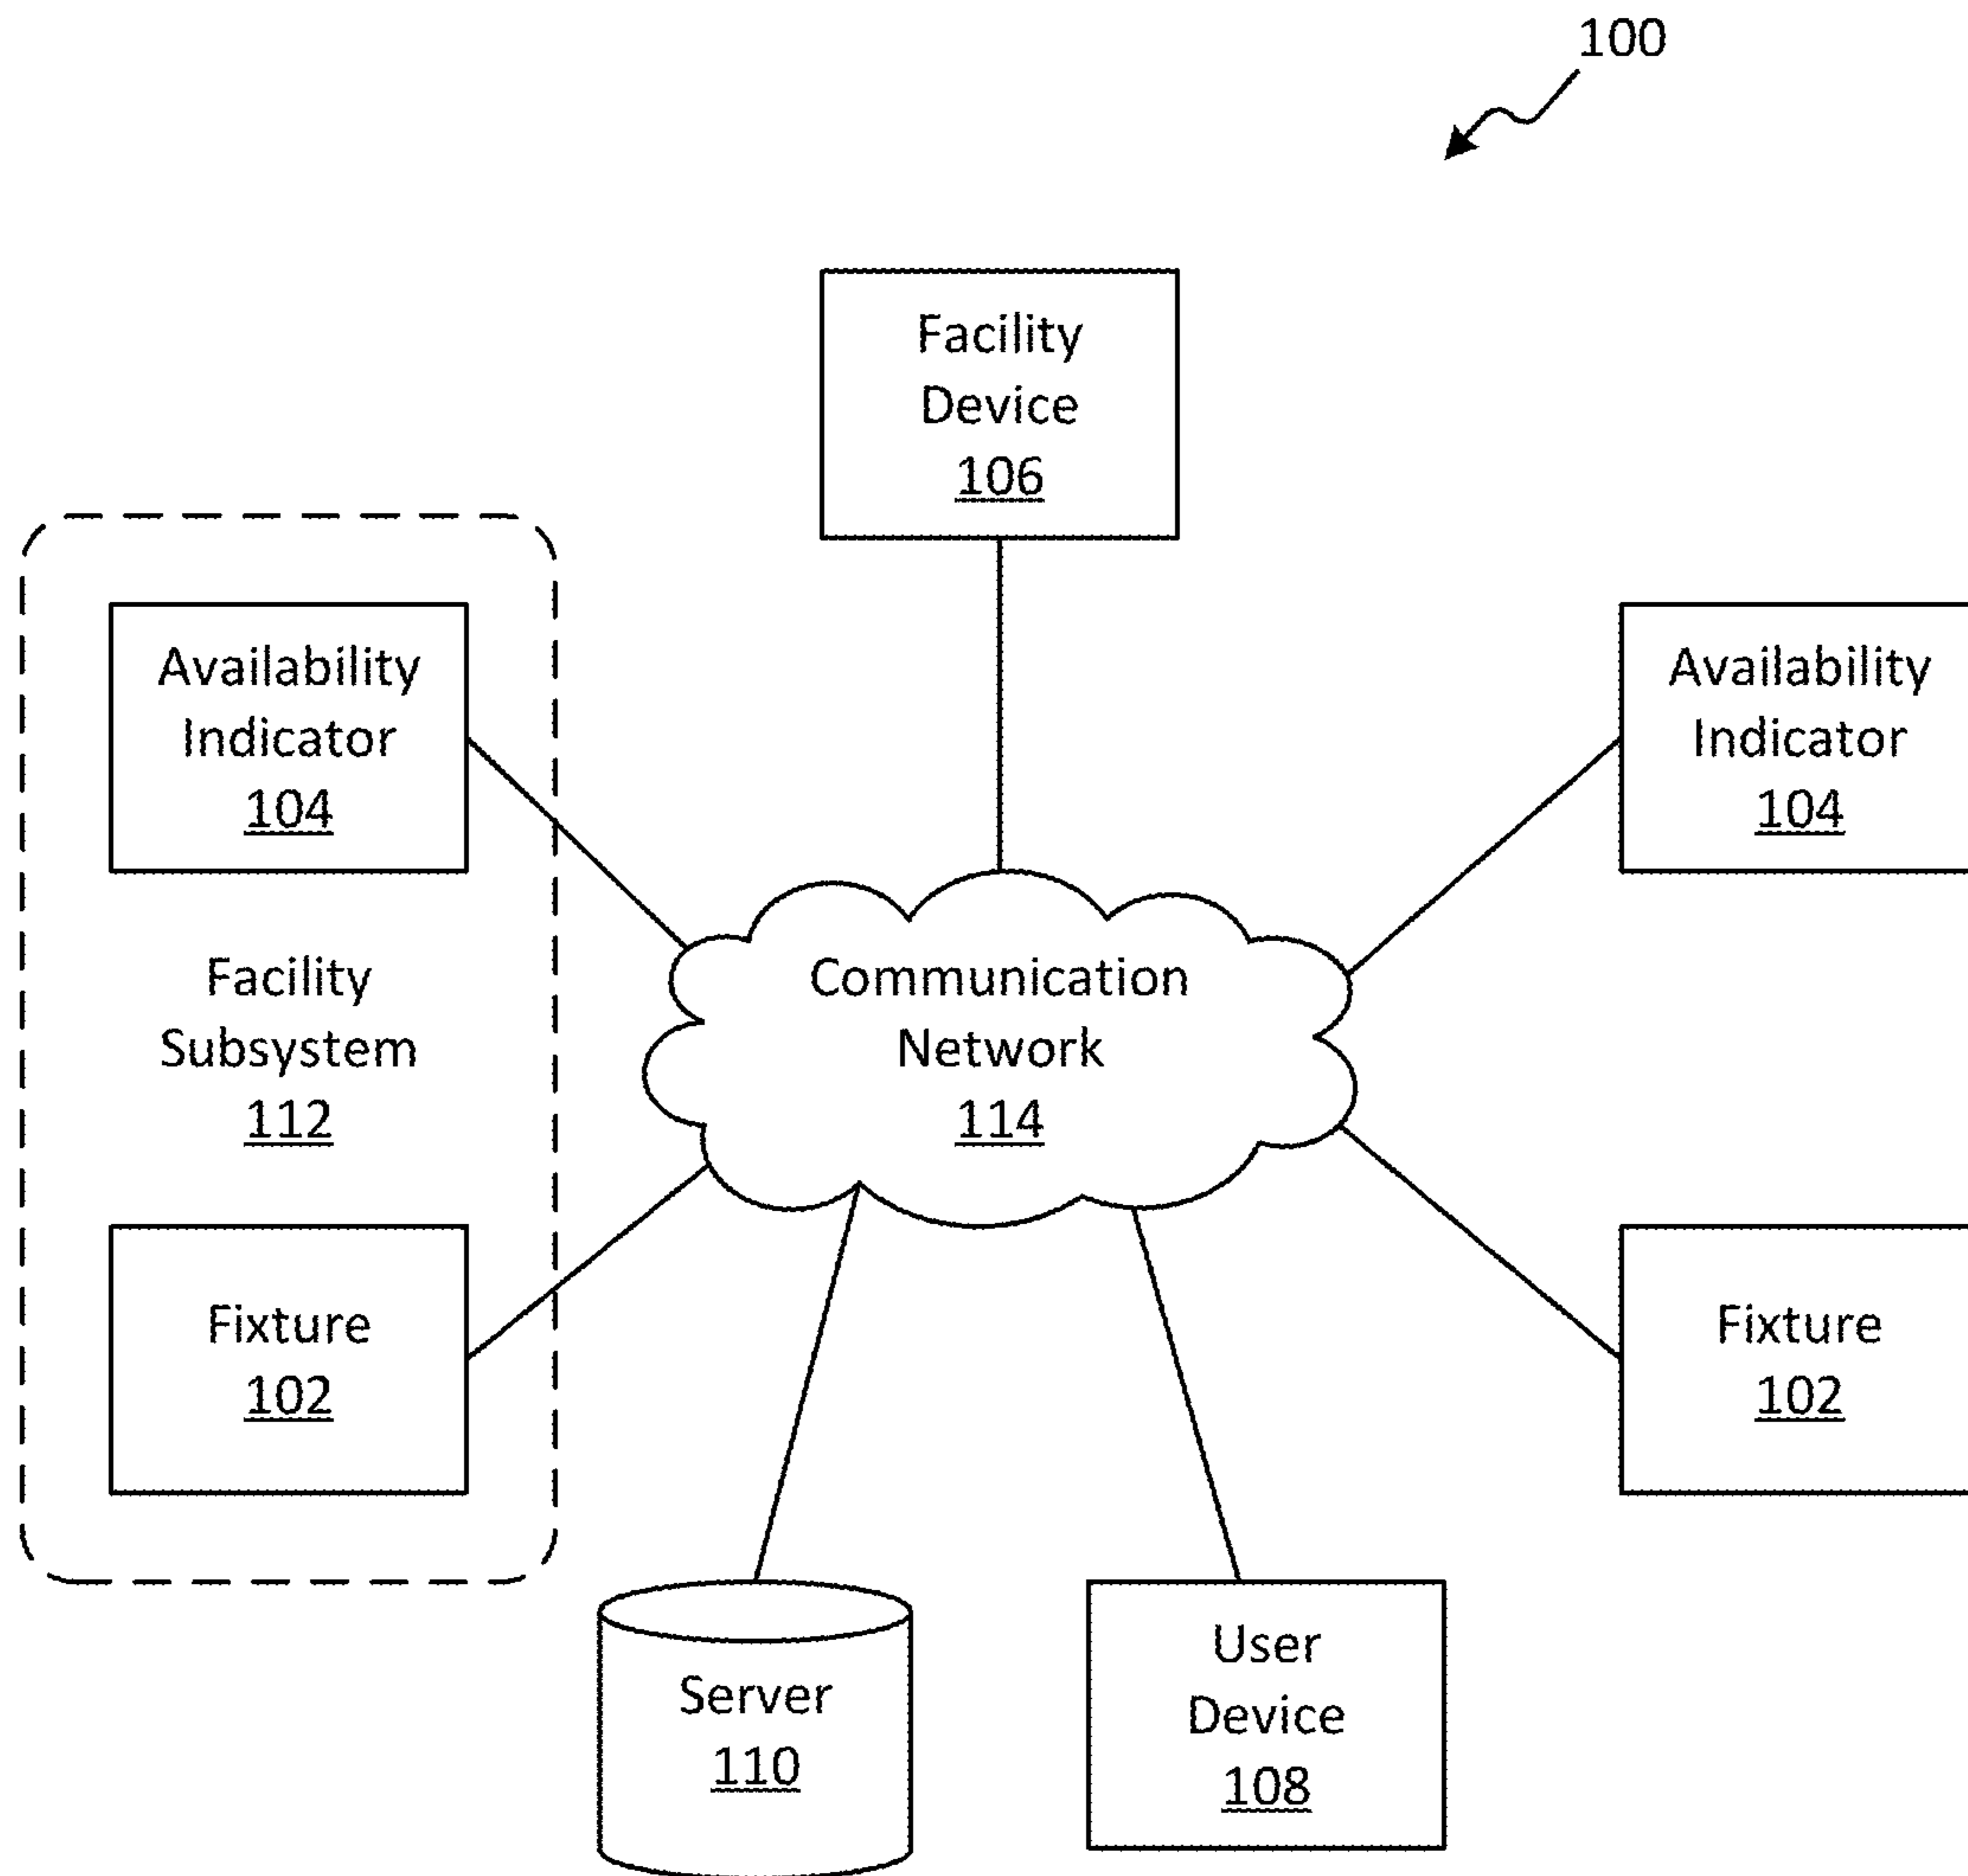 100
Facility
Device
106
Availability
Indicator
104
Availability
Indicator
104
Facility
Subsystem
112
Communication
Network
114
Fixture
102
Fixture
102
Server
110
User
Device
108